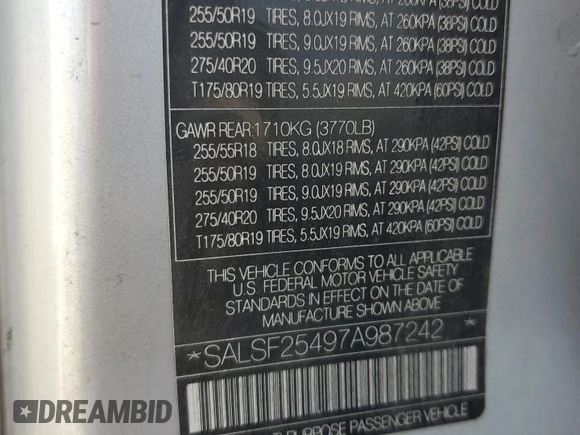 255/50R19 TIRES, 8.0JX19 RIMS, AT 260KPA (38PSI) COLD
255/50R19 TIRES, 9.0JX19 RIMS, AT 260KPA (38PSI) COLD
275/40R20 TIRES, 9.5JX20 RIMS, AT 260KPA (38PSI) COLD
T175/80R19 TIRES, 5.5JX19 RIMS, AT 420KPA (60PSI) COLD
GAWR REAR:1710KG (3770LB)
255/55R18 TIRES, 8.0JX18 RIMS, AT 290KPA (42PSI) COLD
255/50R19 TIRES, 8.0JX19 RIMS, AT 290KPA (42PSI) COLD
255/50R19 TIRES, 9.0JX19 RIMS, AT 290KPA (42PSI) COLD
275/40R20 TIRES, 9.5JX20 RIMS, AT 290KPA (42PSI) COLD
T175/80R19 TIRES, 5.5JX19 RIMS, AT 420KPA (60PSI) COLD
THIS VEHICLE CONFORMS TO ALL APPLICABLE
U.S. FEDERAL MOTOR VEHICLE SAFETY
STANDARDS IN EFFECT ON THE DATE OF
MANUFACTURE SHOWN ABOVE
*SALSF25497A987242*
PURPOSE PASSENGER VEHICLE
DREAMBID